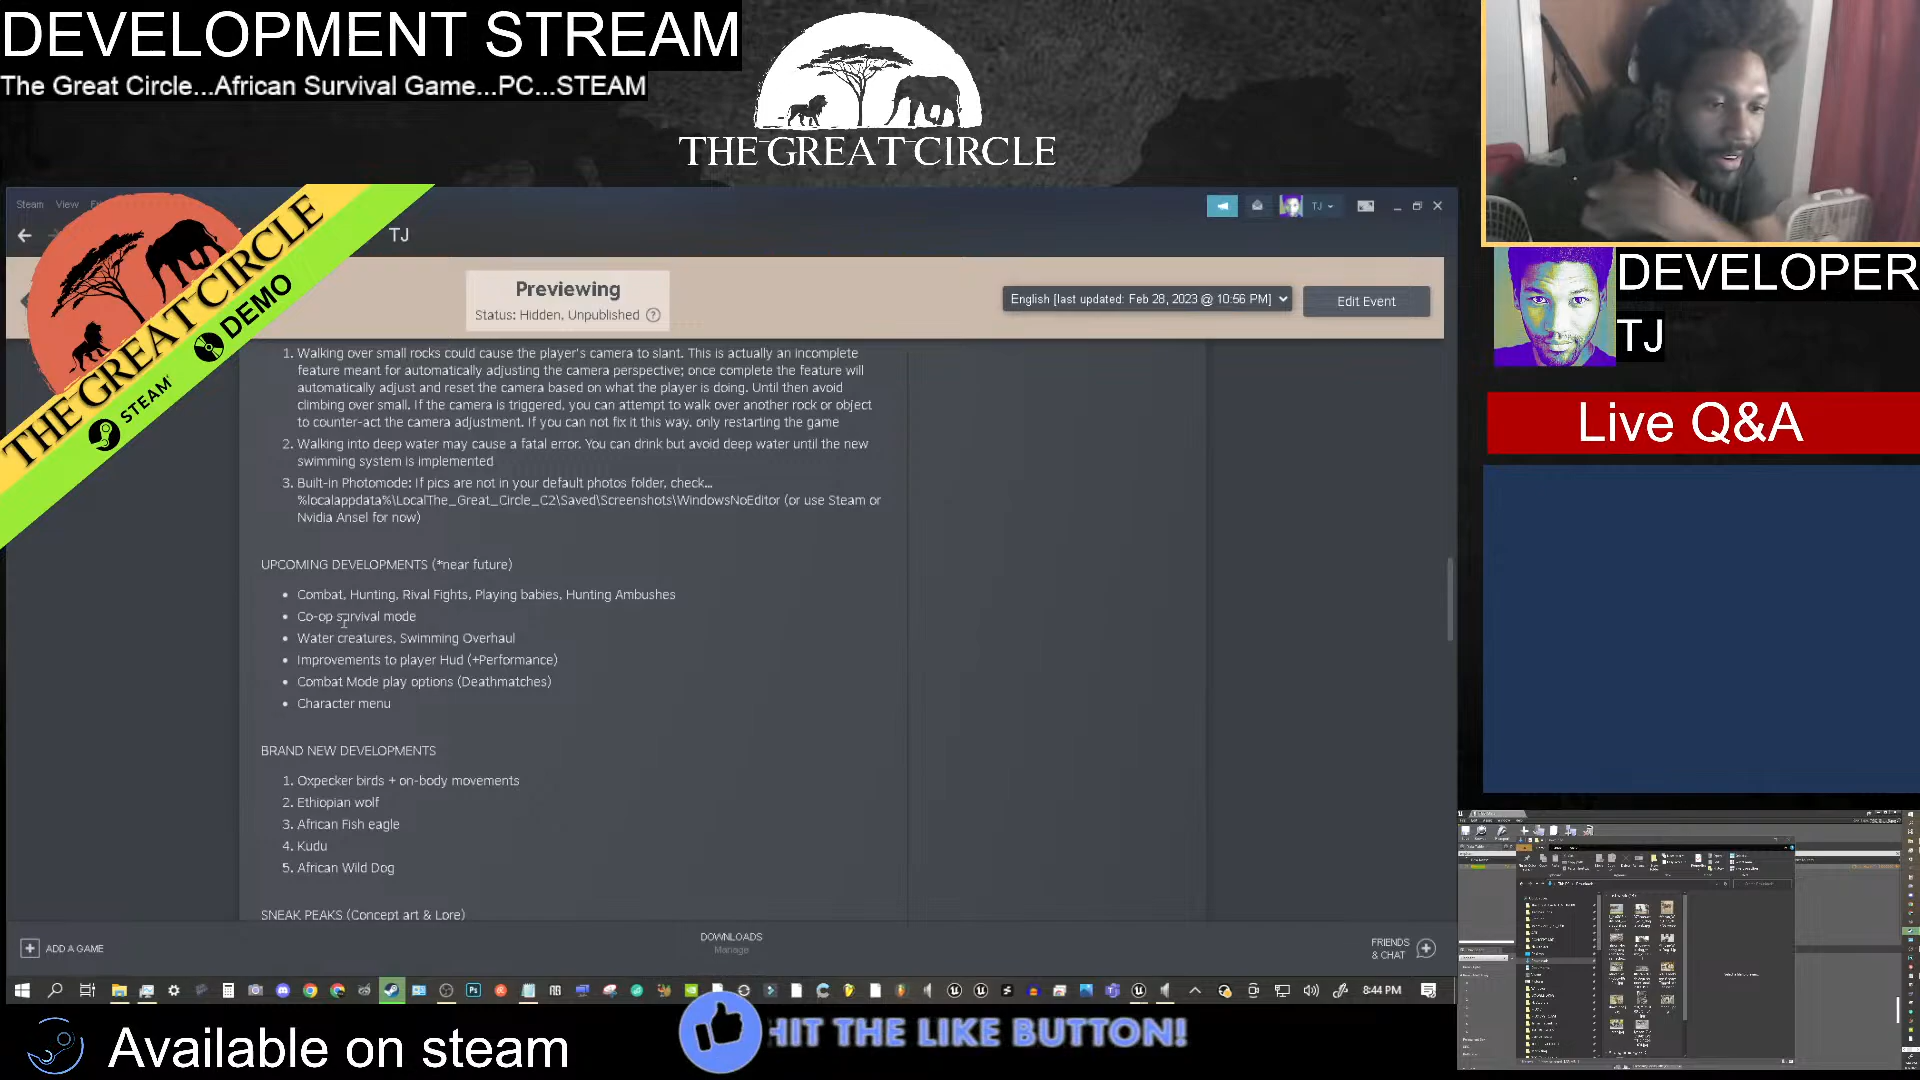 DEVELOPMENT STREAM
The Great Circle...African Survival Game...PC...STEAM
THE GREAT CIRCLE
DEVELOPER
TJ
Live Q&A
Steam View
TJ
TJ
THE GREAT CIRCLE
STEAM DEMO
Previewing
Status: Hidden, Unpublished
English [last updated: Feb 28, 2023 @ 10:56 PM]
Edit Event
1. Walking over small rocks could cause the player's camera to slant. This is actually an incomplete
feature meant for automatically adjusting the camera perspective; once complete the feature will
automatically adjust and reset the camera based on what the player is doing. Until then avoid
climbing over small. If the camera is triggered, you can attempt to walk over another rock or object
to counter-act the camera adjustment. If you can not fix it this way. only restarting the game
2. Walking into deep water may cause a fatal error. You can drink but avoid deep water until the new
swimming system is implemented
3. Built-in Photomode: If pics are not in your default photos folder, check...
%localappdata%\LocalThe_Great_Circle_C2\Saved\Screenshots\WindowsNoEditor (or use Steam or
Nvidia Ansel for now)
UPCOMING DEVELOPMENTS (*near future)
• Combat, Hunting, Rival Fights, Playing babies, Hunting Ambushes
• Co-op survival mode
• Water creatures, Swimming Overhaul
• Improvements to player Hud (+Performance)
• Combat Mode play options (Deathmatches)
• Character menu
BRAND NEW DEVELOPMENTS
1. Oxpecker birds + on-body movements
2. Ethiopian wolf
3. African Fish eagle
4. Kudu
5. African Wild Dog
SNEAK PEAKS (Concept art & Lore)
ADD A GAME
DOWNLOADS
Manage
FRIENDS
& CHAT
8:44 PM
Available on steam
HIT THE LIKE BUTTON!